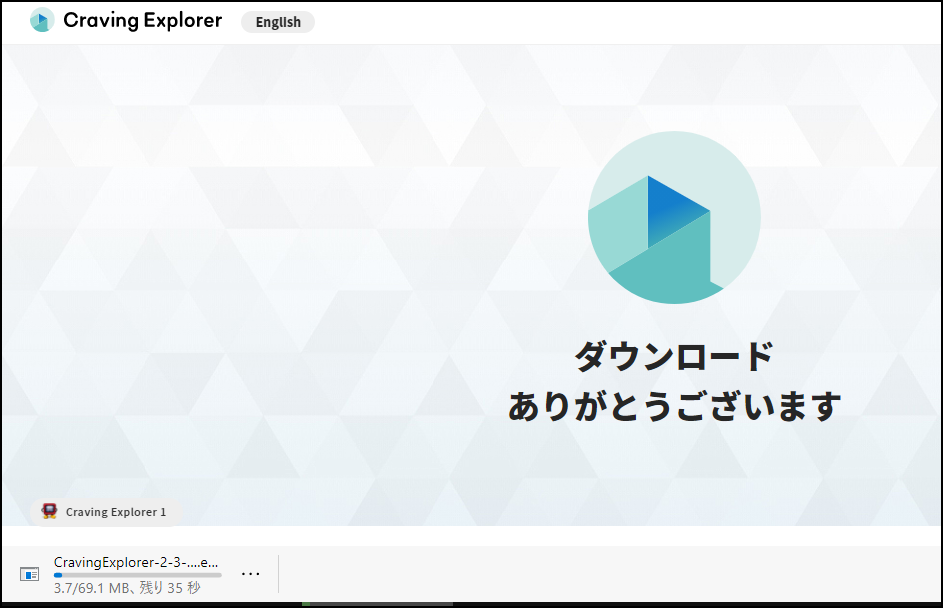 Craving Explorer
English
ダウンロード
ありがとうございます
Craving Explorer 1
CravingExplorer-2-3-....e...
3.7/69.1 MB、残り 35 秒